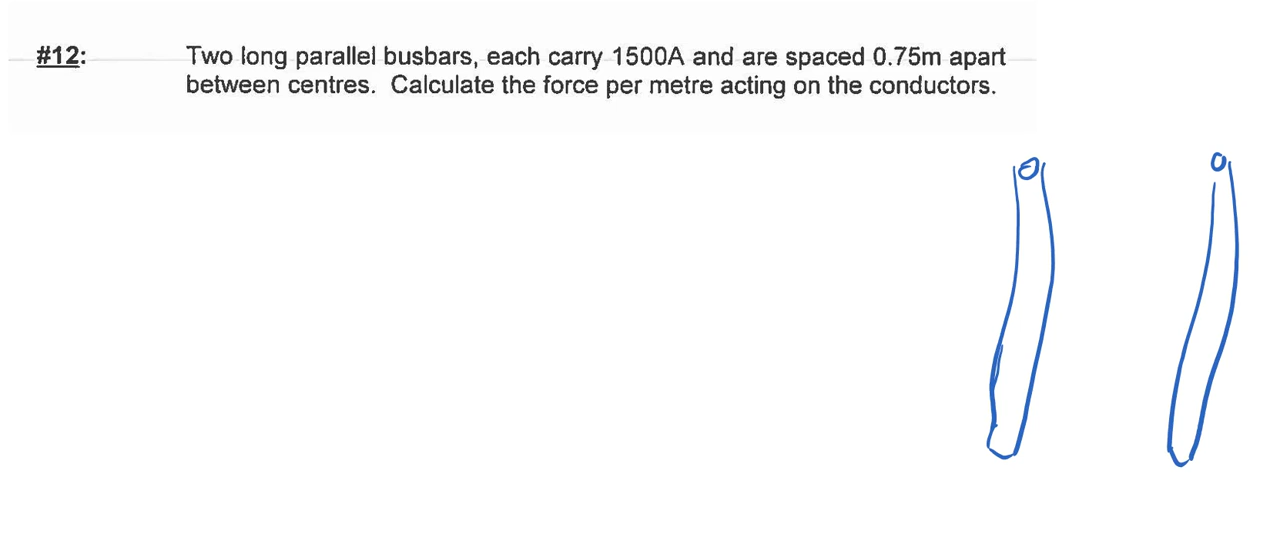 #12: Two long parallel busbars, each carry 1500A and are spaced 0.75m apart
between centres. Calculate the force per metre acting on the conductors.